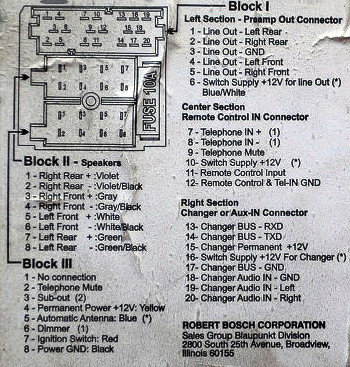 Block I
Left Section - Preamp Out Connector
1 - Line Out - Left Rear -
2 - Line Out - Right Rear
3 - Line Out - GND
4 - Line Out - Left Front
5 - Line Out - Right Front
6 - Switch Supply +12V for line Out (*)
Blue/White
Center Section
Remote Control IN Connector
7 - Telephone IN + (1)
8 - Telephone IN - (1)
9 - Telephone Mute
10- Switch Supply +12V (*)
11- Remote Control Input
12- Remote Control & Tel-IN GND
Right Section
Changer or Aux-IN Connector
13- Changer BUS - RXD
14- Changer BUS - TXD
15- Changer Permanent +12V
16- Switch Supply +12V For Changer (*)
17- Changer BUS - GND
18- Changer Audio IN - GND
19- Changer Audio IN - Left
20- Changer Audio IN - Right
ROBERT BOSCH CORPORATION
Sales Group Blaupunkt Division
2800 South 25th Avenue, Broadview,
Illinois 60155
FUSE 10A
Block II - Speakers
1 - Right Rear + :Violet
2 - Right Rear - :Violet/Black
3 - Right Front + :Gray
4 - Right Front - :Gray/Black
5 - Left Front + :White
6 - Left Front - :White/Black
7 - Left Rear + :Green
8 - Left Rear - :Green/Black
Block III
1 - No connection
2 - Telephone Mute
3 - Sub-out (2)
4 - Permanent Power +12V: Yellow
5 - Automatic Antenna: Blue (*)
6 - Dimmer (1)
7 - Ignition Switch: Red
8 - Power GND: Black